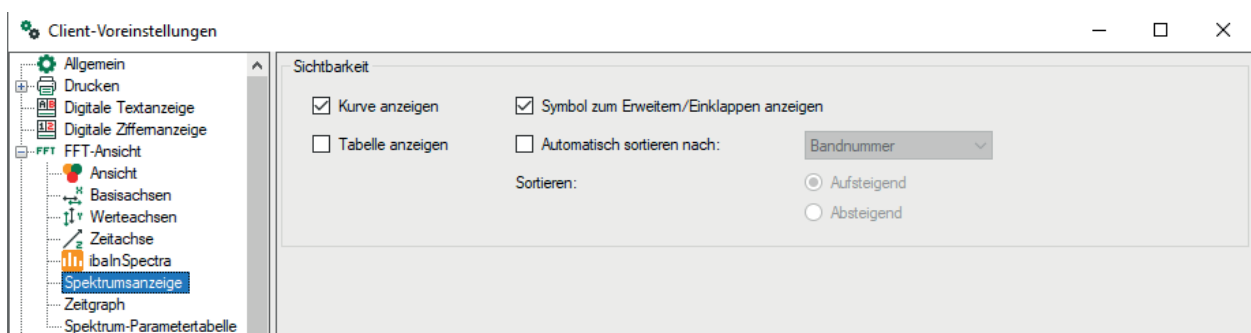 Client-Voreinstellungen
Allgemein
Drucken
Digitale Textanzeige
Digitale Ziffernanzeige
FFT FFT-Ansicht
Ansicht
X Basisachsen
Y Werteachsen
Z Zeitachse
ibaInSpectra
Spektrumsanzeige
Zeitgraph
Spektrum-Parametertabelle
Sichtbarkeit
Kurve anzeigen
Symbol zum Erweitern/Einklappen anzeigen
Tabelle anzeigen
Automatisch sortieren nach:
Bandnummer
Sortieren:
Aufsteigend
Absteigend